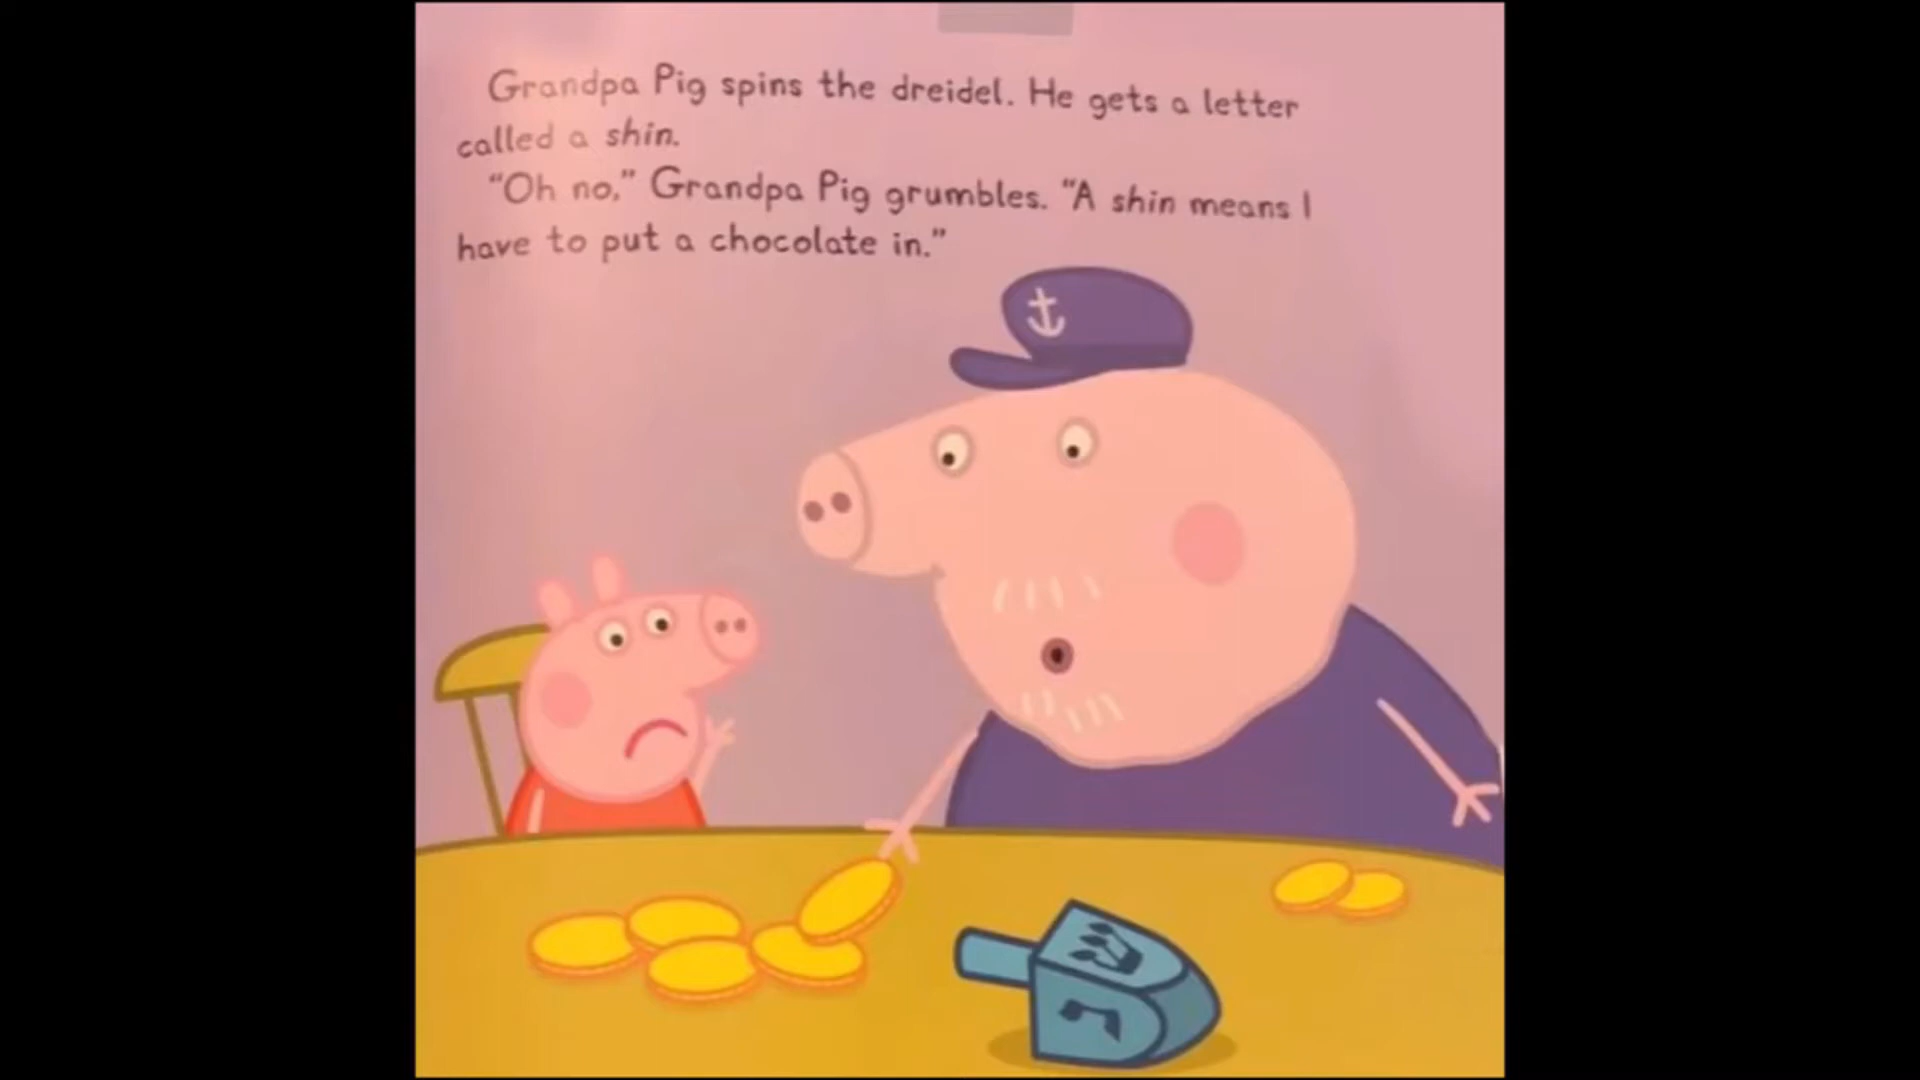 Grandpa Pig spins the dreidel. He gets a letter
called a shin.
“Oh no,” Grandpa Pig grumbles. “A shin means I
have to put a chocolate in.”
ש
נ